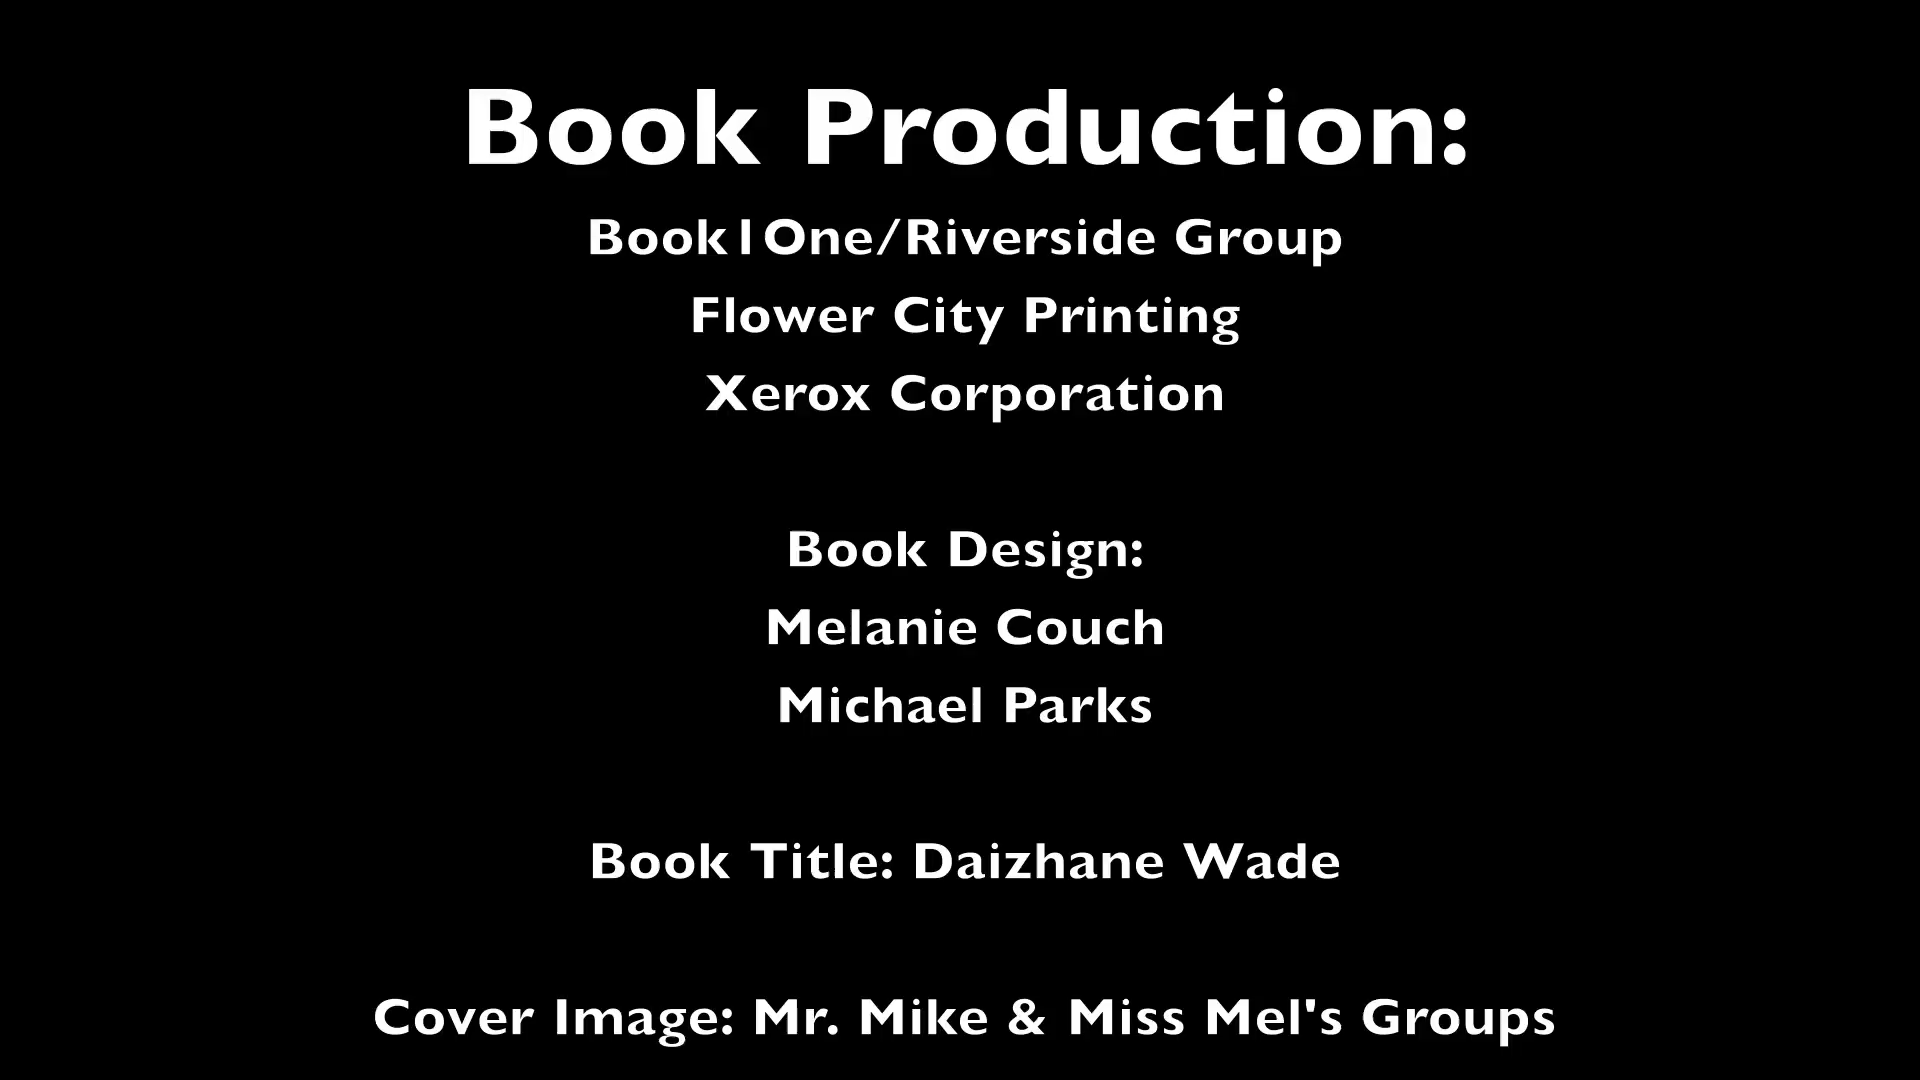 Book Production:
Book1One/Riverside Group
Flower City Printing
Xerox Corporation
Book Design:
Melanie Couch
Michael Parks
Book Title: Daizhane Wade
Cover Image: Mr. Mike & Miss Mel's Groups